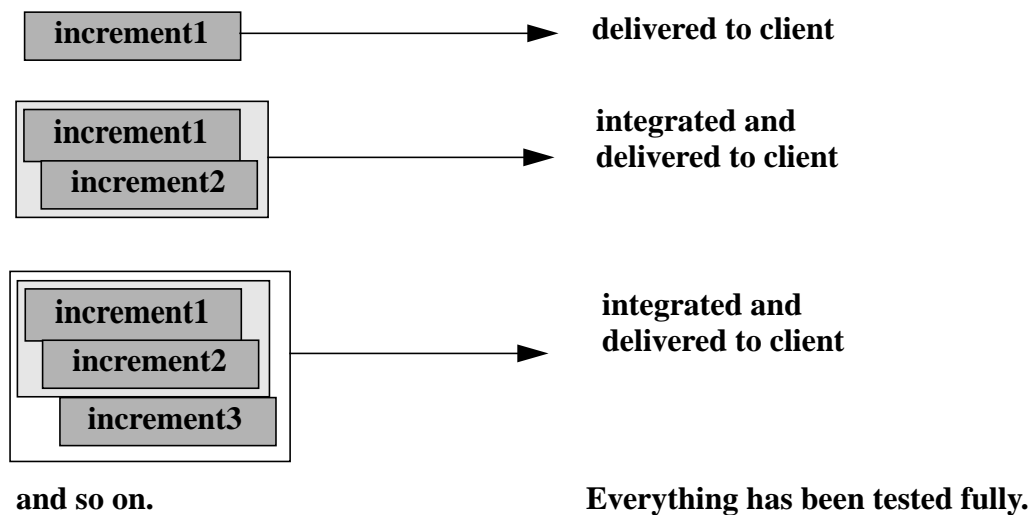 increment1
delivered to client
increment1
increment2
integrated and
delivered to client
increment1
increment2
increment3
integrated and
delivered to client
and so on.
Everything has been tested fully.